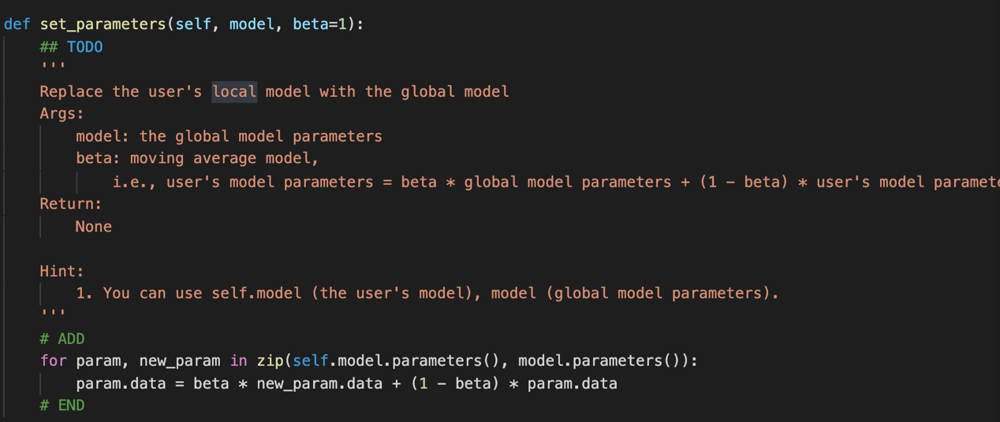 def set_parameters(self, model, beta=1):
## TODO
'''
Replace the user's local model with the global model
Args:
model: the global model parameters
beta: moving average model,
i.e., user's model parameters = beta * global model parameters + (1 - beta) * user's model
Return:
None
Hint:
1. You can use self.model (the user's model), model (global model parameters).
'''
# ADD
for param, new_param in zip(self.model.parameters(), model.parameters()):
param.data = beta * new_param.data + (1 - beta) * param.data
# END